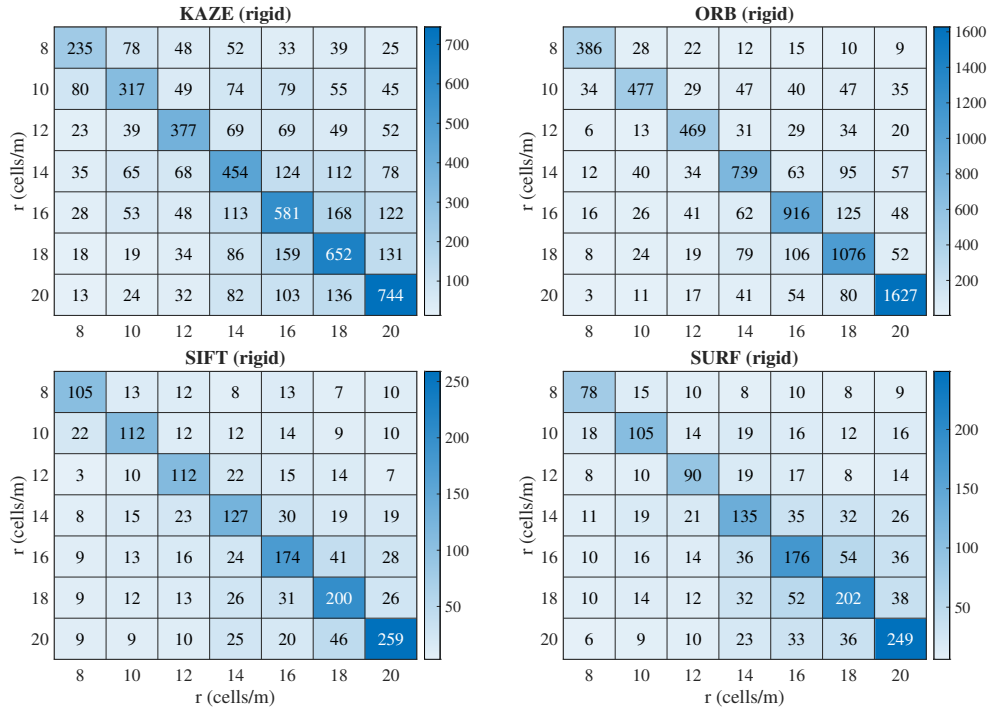 KAZE (rigid)
8 235 78 48 52 33 39 25
10 80 317 49 74 79 55 45
12 23 39 377 69 69 49 52
14 35 65 68 454 124 112 78
16 28 53 48 113 581 168 122
18 18 19 34 86 159 652 131
20 13 24 32 82 103 136 744
8 10 12 14 16 18 20
r (cells/m)
700
600
500
400
300
200
100
ORB (rigid)
8 386 28 22 12 15 10 9
10 34 477 29 47 40 47 35
12 6 13 469 31 29 34 20
14 12 40 34 739 63 95 57
16 16 26 41 62 916 125 48
18 8 24 19 79 106 1076 52
20 3 11 17 41 54 80 1627
8 10 12 14 16 18 20
r (cells/m)
1600
1400
1200
1000
800
600
400
200
SIFT (rigid)
8 105 13 12 8 13 7 10
10 22 112 12 12 14 9 10
12 3 10 112 22 15 14 7
14 8 15 23 127 30 19 19
16 9 13 16 24 174 41 28
18 9 12 13 26 31 200 26
20 9 9 10 25 20 46 259
8 10 12 14 16 18 20
r (cells/m)
r (cells/m)
250
200
150
100
50
SURF (rigid)
8 78 15 10 8 10 8 9
10 18 105 14 19 16 12 16
12 8 10 90 19 17 8 14
14 11 19 21 135 35 32 26
16 10 16 14 36 176 54 36
18 10 14 12 32 52 202 38
20 6 9 10 23 33 36 249
8 10 12 14 16 18 20
r (cells/m)
r (cells/m)
200
150
100
50